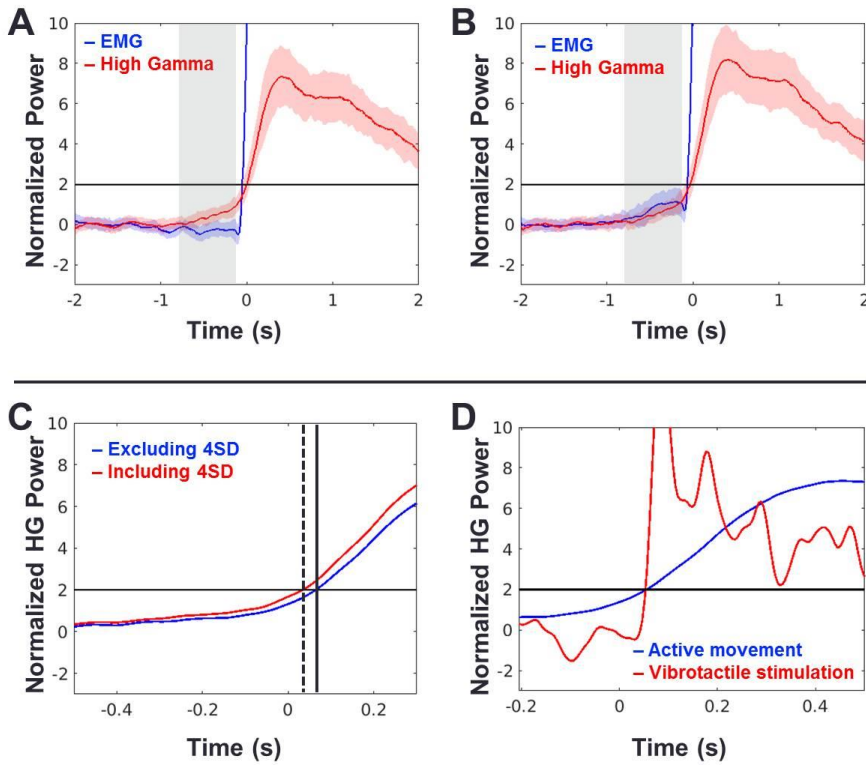 A
– EMG
– High Gamma
Normalized Power
10
8
6
4
2
0
-2
-2
-1
0
1
2
Time (s)
B
– EMG
– High Gamma
Normalized Power
10
8
6
4
2
0
-2
-2
-1
0
1
2
Time (s)
C
– Excluding 4SD
– Including 4SD
Normalized HG Power
10
8
6
4
2
0
-2
-0.4
-0.2
0
0.2
Time (s)
D
Normalized HG Power
10
8
6
4
2
0
-2
– Active movement
– Vibrotactile stimulation
-0.2
0
0.2
0.4
Time (s)